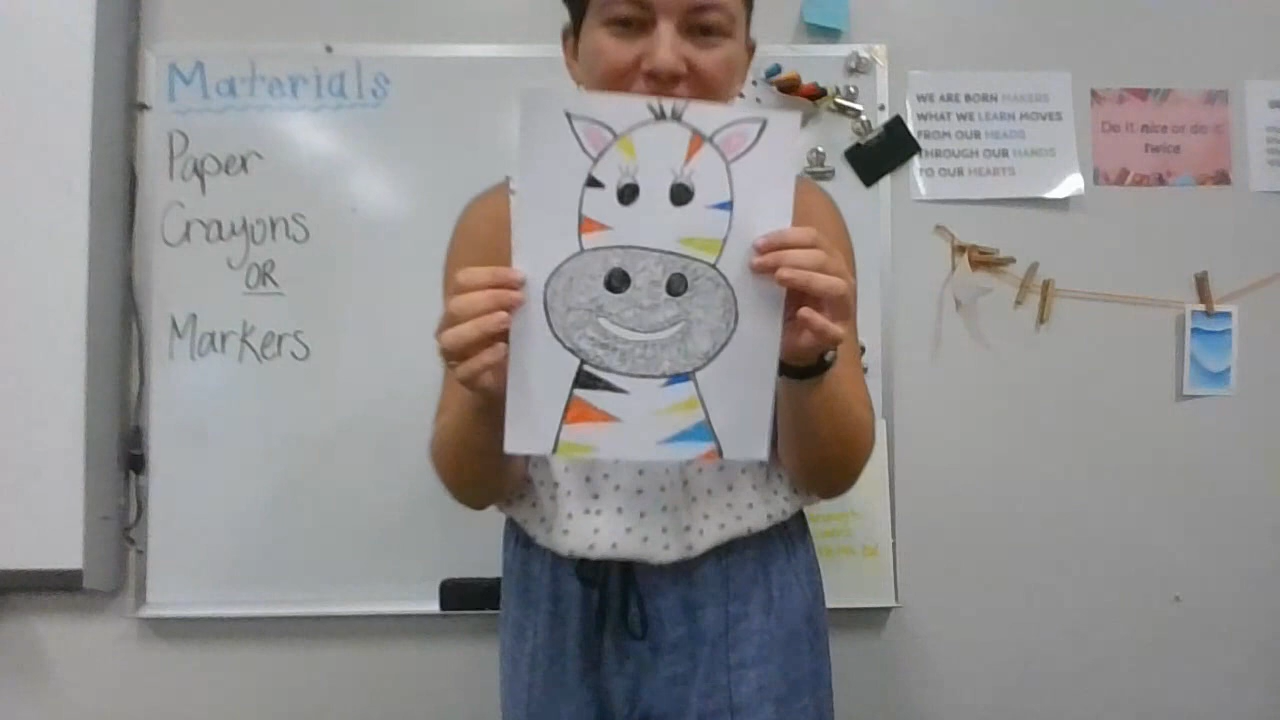 Materials
Paper
Crayons
OR
Markers
WE ARE BORN MAKERS
WHAT WE LEARN MOVES
FROM OUR HEADS
THROUGH OUR HANDS
TO OUR HEARTS
Do it nice or do it
twice